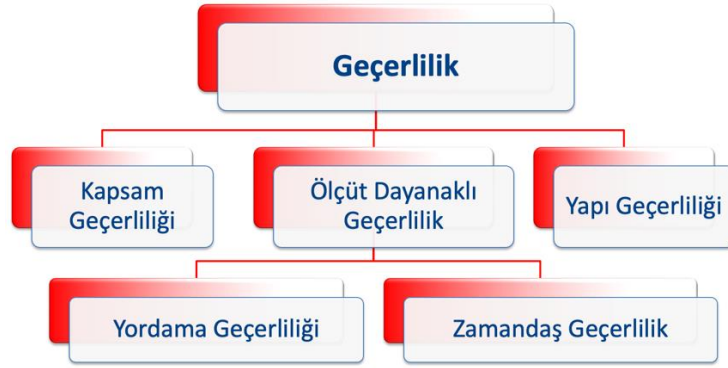 Geçerlilik
Kapsam
Geçerliliği
Ölçüt Dayanaklı
Geçerlilik
Yapı Geçerliliği
Yordama Geçerliliği
Zamandaş Geçerlilik